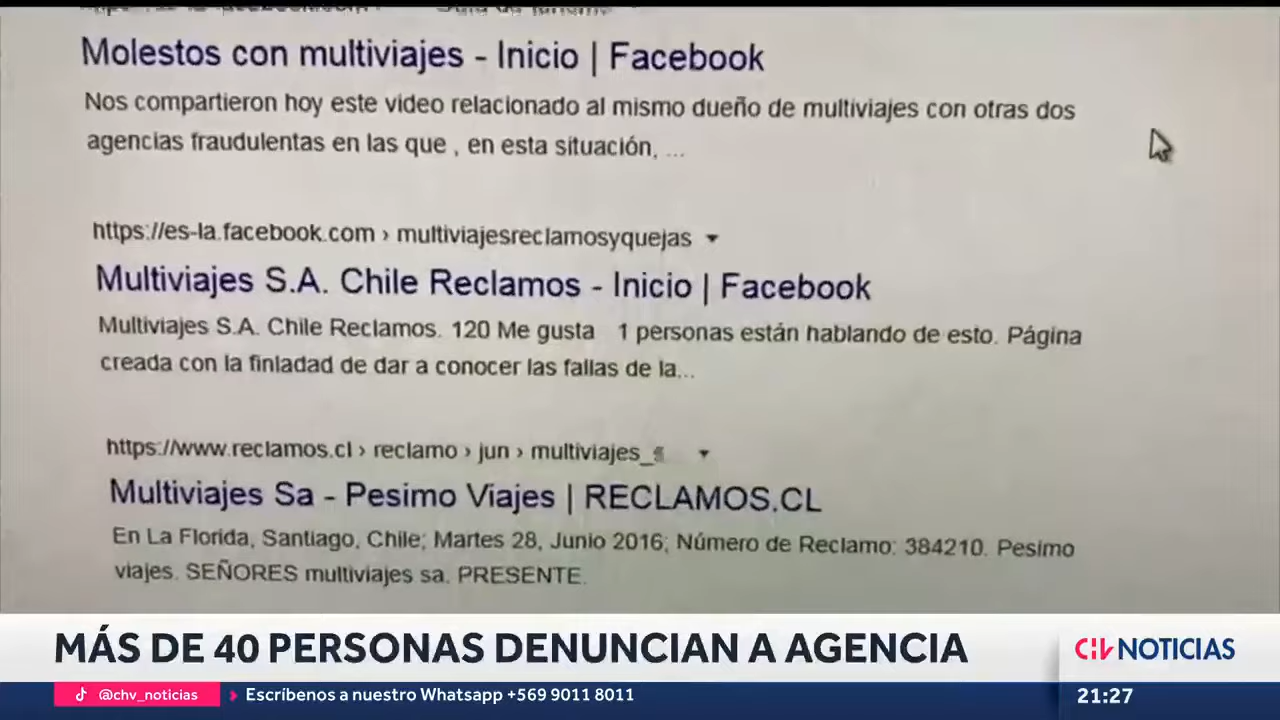 Molestos con multiviajes - Inicio | Facebook
Nos compartieron hoy este video relacionado al mismo dueño de multiviajes con otras dos
agencias fraudulentas en las que , en esta situación, ...
https://es-la.facebook.com › multiviajesreclamosyquejas
Multiviajes S.A. Chile Reclamos - Inicio | Facebook
Multiviajes S.A. Chile Reclamos. 120 Me gusta 1 personas están hablando de esto. Página
creada con la finladad de dar a conocer las fallas de la...
https://www.reclamos.cl › reclamo › jun › multiviajes_
Multiviajes Sa - Pesimo Viajes | RECLAMOS.CL
En La Florida, Santiago, Chile; Martes 28, Junio 2016; Número de Reclamo: 384210. Pesimo
viajes. SEÑORES multiviajes sa. PRESENTE.
MÁS DE 40 PERSONAS DENUNCIAN A AGENCIA
CHV NOTICIAS
@chv_noticias
Escríbenos a nuestro Whatsapp +569 9011 8011
21:27